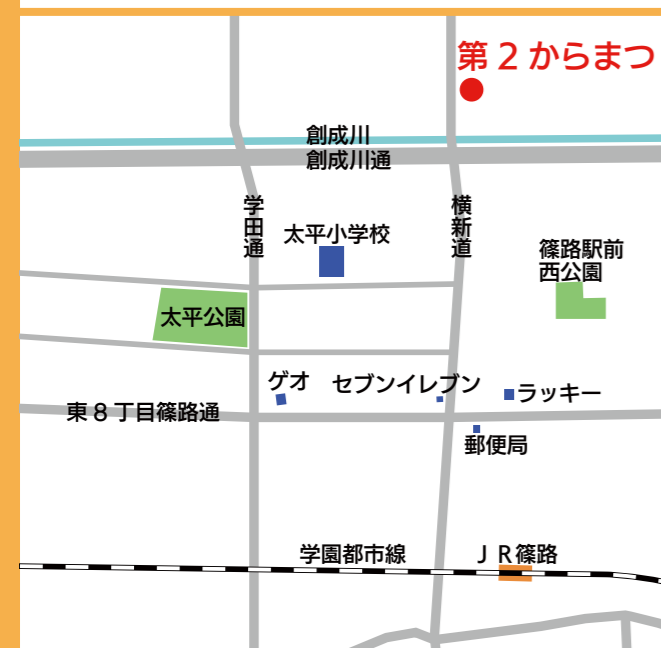 第2からまつ
創成川
創成川通
学田通
太平小学校
横新道
篠路駅前
西公園
太平公園
ゲオ
セブンイレブン
ラッキー
東8丁目篠路通
郵便局
学園都市線
JR篠路